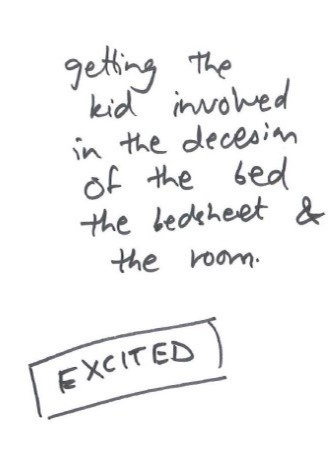 getting the
kid involved
in the decesion
of the bed
the bedsheet &
the room.
EXCITED